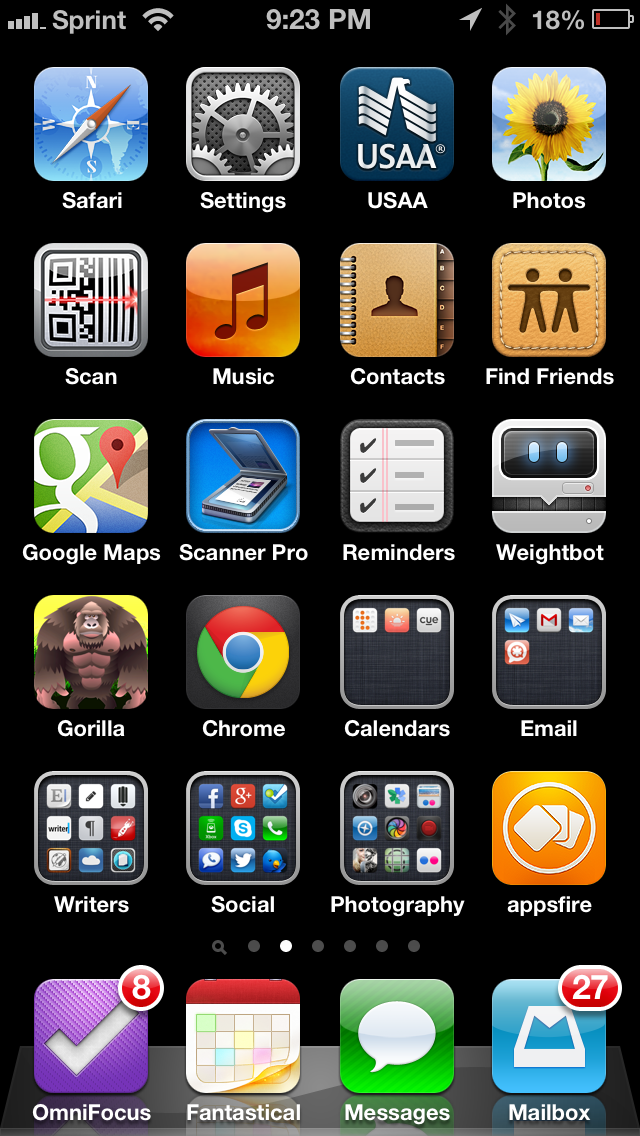 Sprint 9:23 PM 18%
N
S
USAA®
Safari Settings USAA Photos
A
B
C
D
E
F
Scan Music Contacts Find Friends
g
Google Maps Scanner Pro Reminders Weightbot
cue
Gorilla Chrome Calendars Email
writer
Writers Social Photography appsfire
8 27
OmniFocus Fantastical Messages Mailbox